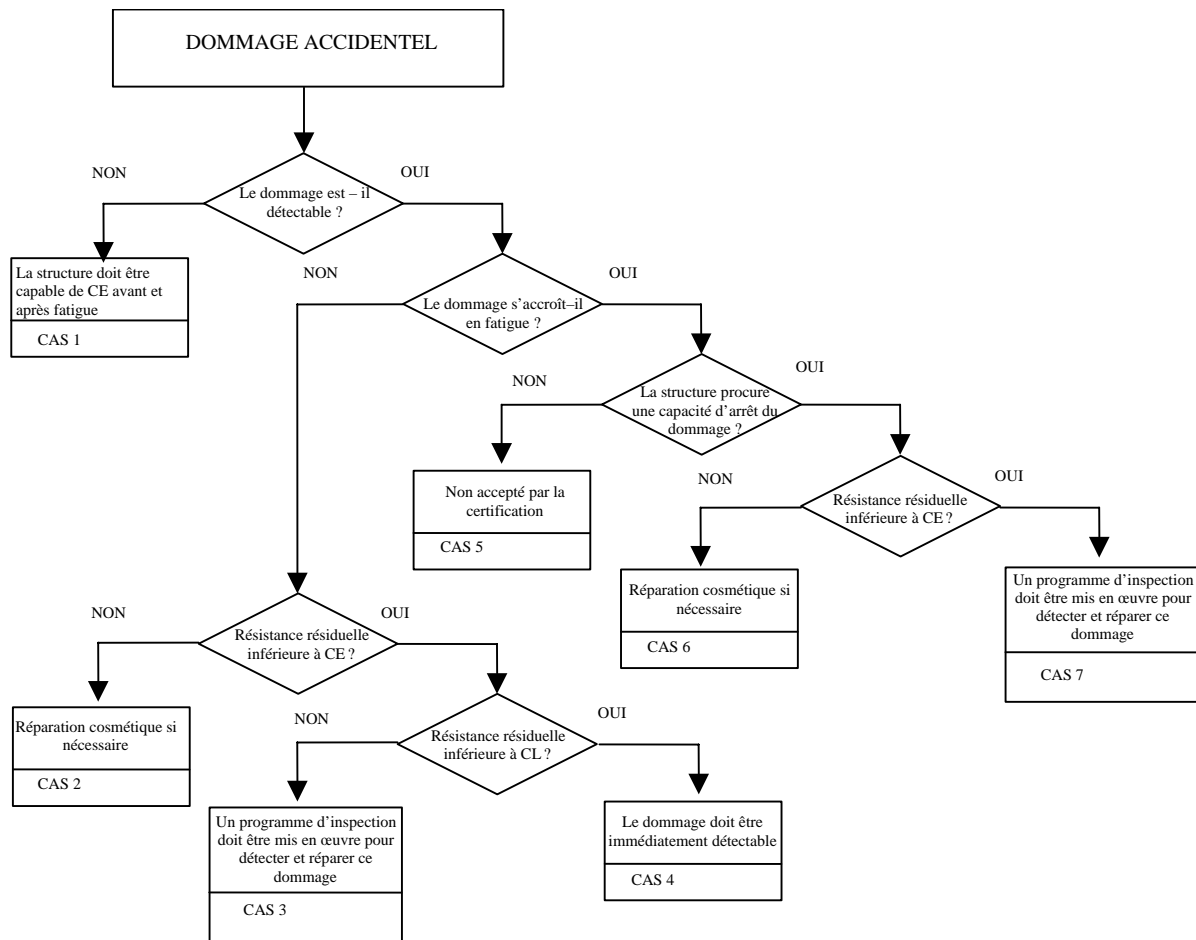 DOMMAGE ACCIDENTEL
NON
OUI
Le dommage est – il
détectable ?
La structure doit être
capable de CE avant et
après fatigue
CAS 1
NON
OUI
Le dommage s’accroît–il
en fatigue ?
NON
OUI
La structure procure
une capacité d’arrêt du
dommage ?
Non accepté par la
certification
CAS 5
NON
OUI
Résistance résiduelle
inférieure à CE ?
Réparation cosmétique si
nécessaire
CAS 6
Un programme d’inspection
doit être mis en œuvre pour
détecter et réparer ce
dommage
CAS 7
NON
OUI
Résistance résiduelle
inférieure à CE ?
Réparation cosmétique si
nécessaire
CAS 2
NON
OUI
Résistance résiduelle
inférieure à CL ?
Un programme d’inspection
doit être mis en œuvre pour
détecter et réparer ce
dommage
CAS 3
Le dommage doit être
immédiatement détectable
CAS 4